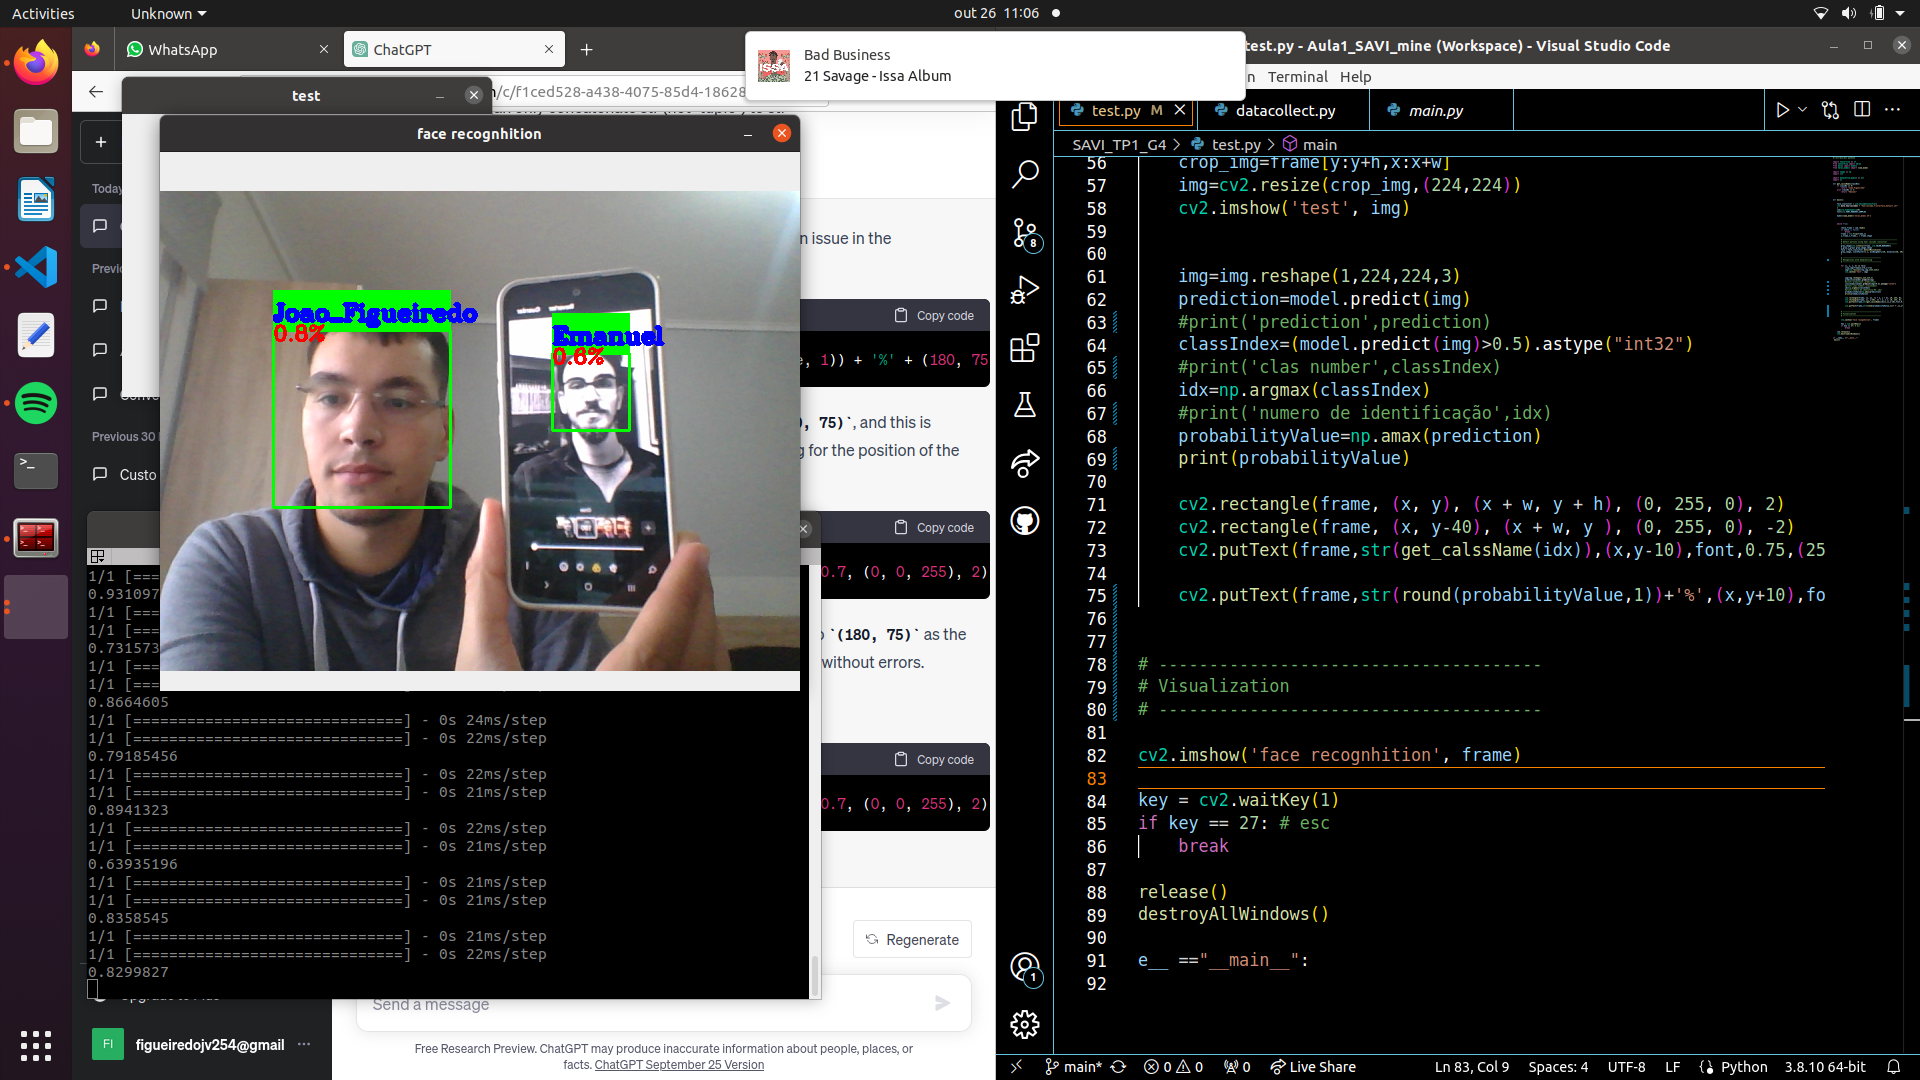 Activities
Unknown
out 26 11:06
WhatsApp
ChatGPT
Bad Business
21 Savage - Issa Album
test.py - Aula1_SAVI_mine (Workspace) - Visual Studio Code
Terminal Help
test
/c/f1ced528-a438-4075-85d4-18628
face recognhition
Today
Joao_Figueiredo
0.8%
Emanuel
0.6%
n issue in the
Copy code
, 1)) + '%' + (180, 75
, 75)`, and this is
g for the position of the
Custo
Previous 30
Copy code
0.7, (0, 0, 255), 2)
`(180, 75)` as the
without errors.
Copy code
0.7, (0, 0, 255), 2)
1/1 [===
0.931097
1/1 [===
1/1 [===
0.731573
1/1 [===
1/1 [===
0.8664605
1/1 [==============================] - 0s 24ms/step
1/1 [==============================] - 0s 22ms/step
0.79185456
1/1 [==============================] - 0s 22ms/step
1/1 [==============================] - 0s 21ms/step
0.8941323
1/1 [==============================] - 0s 22ms/step
1/1 [==============================] - 0s 21ms/step
0.63935196
1/1 [==============================] - 0s 21ms/step
1/1 [==============================] - 0s 21ms/step
0.8358545
1/1 [==============================] - 0s 21ms/step
1/1 [==============================] - 0s 22ms/step
0.8299827
Regenerate
Send a message
FI figueiredojv254@gmail ...
Free Research Preview. ChatGPT may produce inaccurate information about people, places, or
facts. ChatGPT September 25 Version
test.py M
datacollect.py
main.py
SAVI_TP1_G4 > test.py > main
56 crop_img=frame[y:y+h,x:x+w]
57 img=cv2.resize(crop_img,(224,224))
58 cv2.imshow('test', img)
59
60
61 img=img.reshape(1,224,224,3)
62 prediction=model.predict(img)
63 #print('prediction',prediction)
64 classIndex=(model.predict(img)>0.5).astype("int32")
65 #print('clas number',classIndex)
66 idx=np.argmax(classIndex)
67 #print('numero de identificação',idx)
68 probabilityValue=np.amax(prediction)
69 print(probabilityValue)
70
71 cv2.rectangle(frame, (x, y), (x + w, y + h), (0, 255, 0), 2)
72 cv2.rectangle(frame, (x, y-40), (x + w, y ), (0, 255, 0), -2)
73 cv2.putText(frame,str(get_calssName(idx)),(x,y-10),font,0.75,(25
74
75 cv2.putText(frame,str(round(probabilityValue,1))+'%',(x,y+10),fo
76
77
78 # --------------------------------------
79 # Visualization
80 # --------------------------------------
81
82 cv2.imshow('face recognhition', frame)
83
84 key = cv2.waitKey(1)
85 if key == 27: # esc
86 break
87
88 release()
89 destroyAllWindows()
90
91 e__ =="__main__":
92
8
1
main*
0 0
0
Live Share
Ln 83, Col 9
Spaces: 4
UTF-8
LF
Python
3.8.10 64-bit